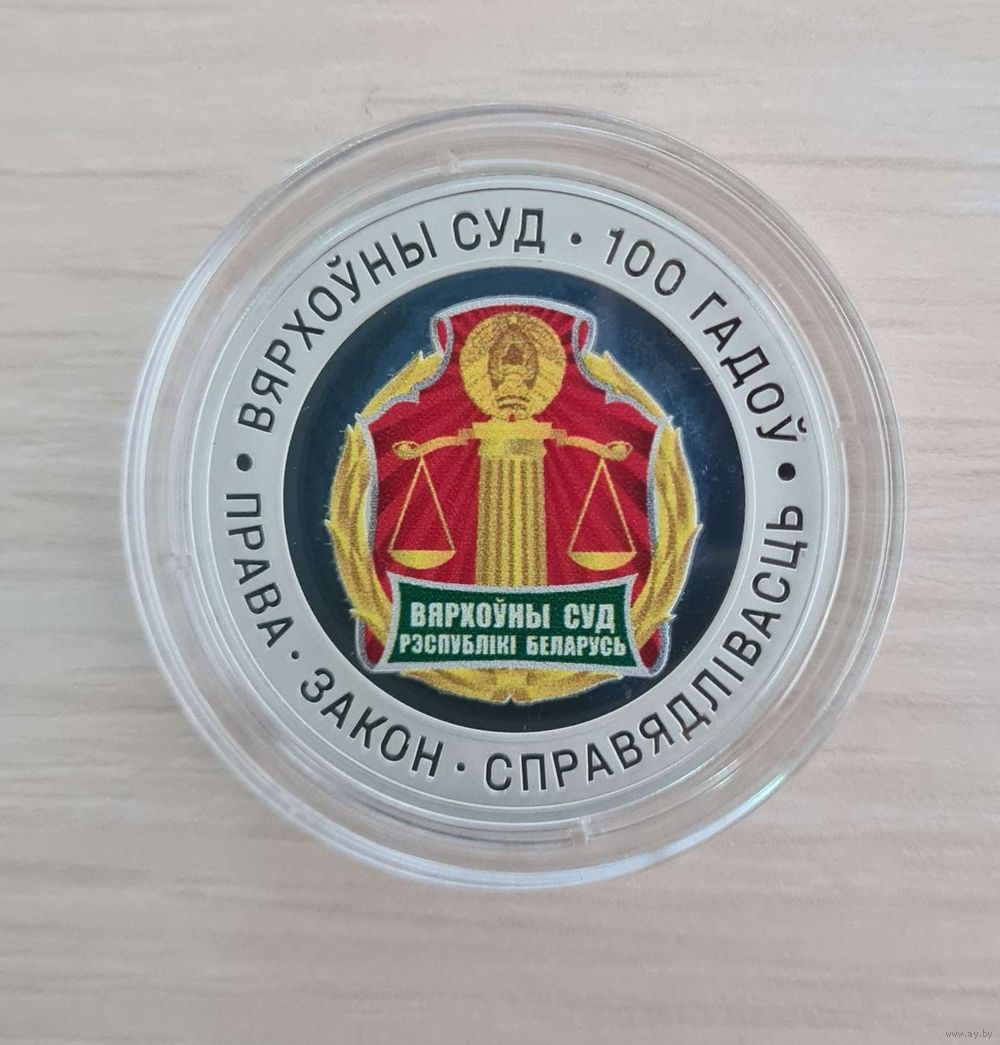 ВЯРХОЎНЫ СУД · 100 ГАДОЎ
ПРАВА · ЗАКОН · СПРАВЯДЛІВАСЦЬ
ВЯРХОЎНЫ СУД
РЭСПУБЛІКІ БЕЛАРУСЬ
www.ay.by